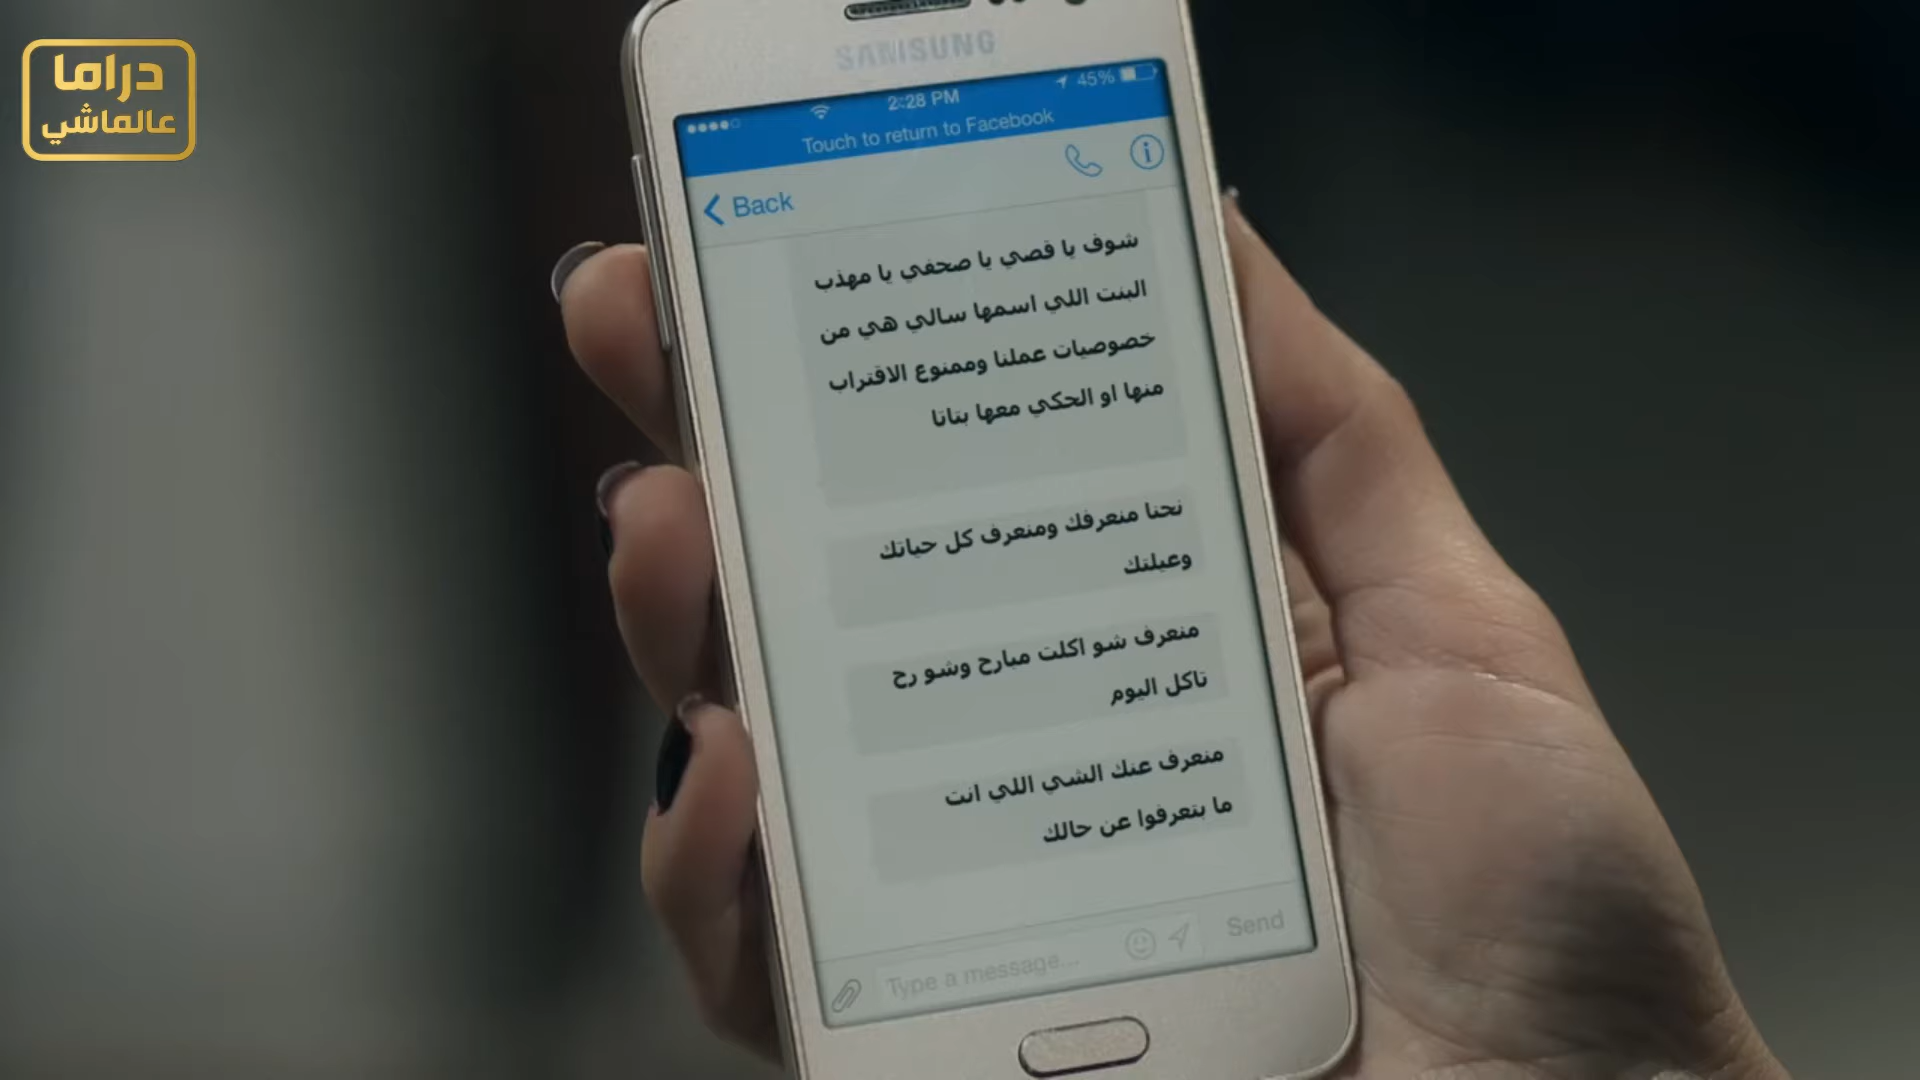 دراما
عالماشي
SAMSUNG
2:28 PM
45%
Touch to return to Facebook
Back
شوف يا قصي يا صحفي يا مهذب
البنت اللي اسمها سالي هي من
خصوصيات عملنا وممنوع الاقتراب
منها او الحكي معها بتاتا
نحنا منعرفك ومنعرف كل حياتك
وعيلتك
منعرف شو اكلت مبارح وشو رح
تاكل اليوم
منعرف عنك الشي اللي انت
ما بتعرفوا عن حالك
Type a message...
Send